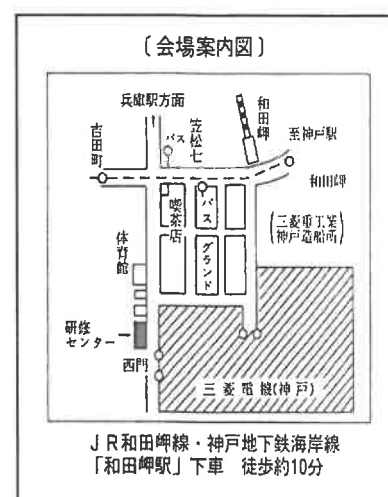 〔会場案内図〕
兵庫駅方面
バス
笠松七
和田岬
至神戸駅
吉田町
和田岬
喫茶店
バス
グランド
(三菱重工業
神戸造船所)
体育館
研修
センター
西門
三菱電機(神戸)
JR和田岬線・神戸地下鉄海岸線
「和田岬駅」下車 徒歩約10分